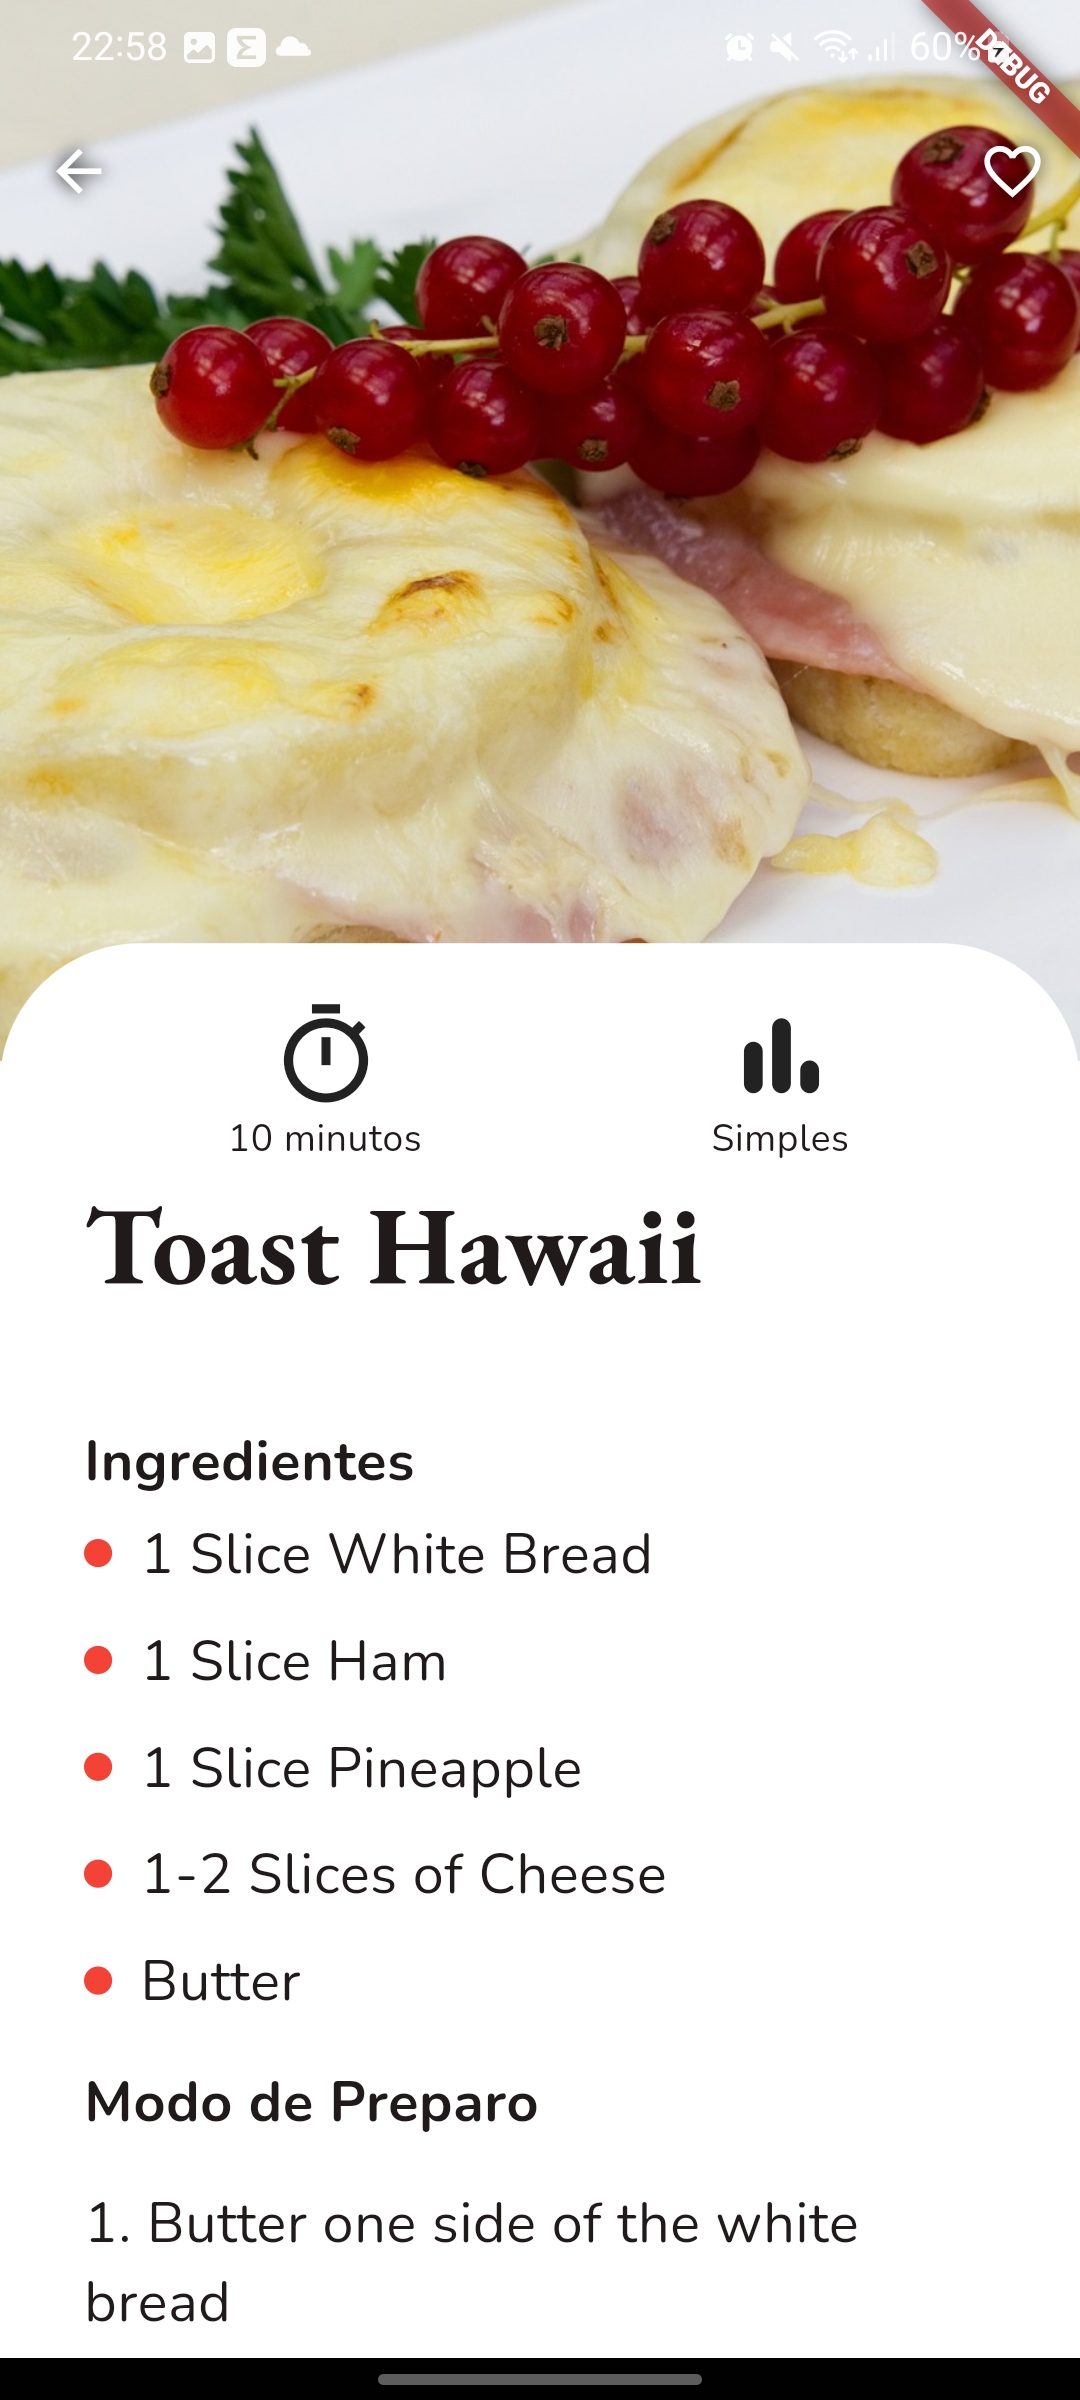 22:58
60%
DEBUG
10 minutos
Simples
Toast Hawaii
Ingredientes
1 Slice White Bread
1 Slice Ham
1 Slice Pineapple
1-2 Slices of Cheese
Butter
Modo de Preparo
1. Butter one side of the white
bread